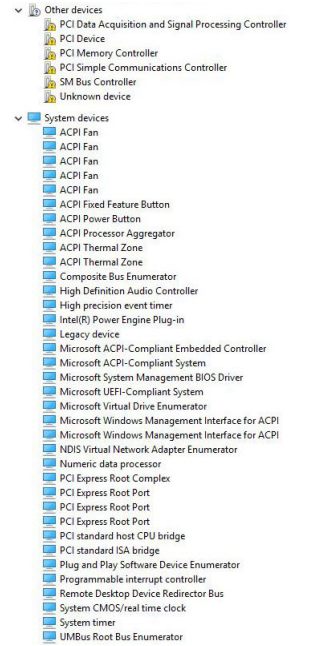 Other devices
PCI Data Acquisition and Signal Processing Controller
PCI Device
PCI Memory Controller
PCI Simple Communications Controller
SM Bus Controller
Unknown device
System devices
ACPI Fan
ACPI Fan
ACPI Fan
ACPI Fan
ACPI Fan
ACPI Fixed Feature Button
ACPI Power Button
ACPI Processor Aggregator
ACPI Thermal Zone
ACPI Thermal Zone
Composite Bus Enumerator
High Definition Audio Controller
High precision event timer
Intel(R) Power Engine Plug-in
Legacy device
Microsoft ACPI-Compliant Embedded Controller
Microsoft ACPI-Compliant System
Microsoft System Management BIOS Driver
Microsoft UEFI-Compliant System
Microsoft Virtual Drive Enumerator
Microsoft Windows Management Interface for ACPI
Microsoft Windows Management Interface for ACPI
NDIS Virtual Network Adapter Enumerator
Numeric data processor
PCI Express Root Complex
PCI Express Root Port
PCI Express Root Port
PCI Express Root Port
PCI standard host CPU bridge
PCI standard ISA bridge
Plug and Play Software Device Enumerator
Programmable interrupt controller
Remote Desktop Device Redirector Bus
System CMOS/real time clock
System timer
UMBus Root Bus Enumerator